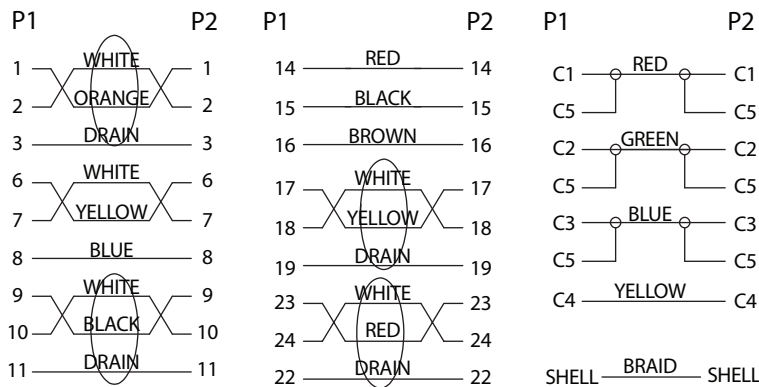 P1 P2
1 WHITE 1
2 ORANGE 2
3 DRAIN 3
6 WHITE 6
7 YELLOW 7
8 BLUE 8
9 WHITE 9
10 BLACK 10
11 DRAIN 11
P1 P2
14 RED 14
15 BLACK 15
16 BROWN 16
17 WHITE 17
18 YELLOW 18
19 DRAIN 19
23 WHITE 23
24 RED 24
22 DRAIN 22
P1 P2
C1 RED C1
C5 C5
C2 GREEN C2
C5 C5
C3 BLUE C3
C5 C5
C4 YELLOW C4
SHELL BRAID SHELL